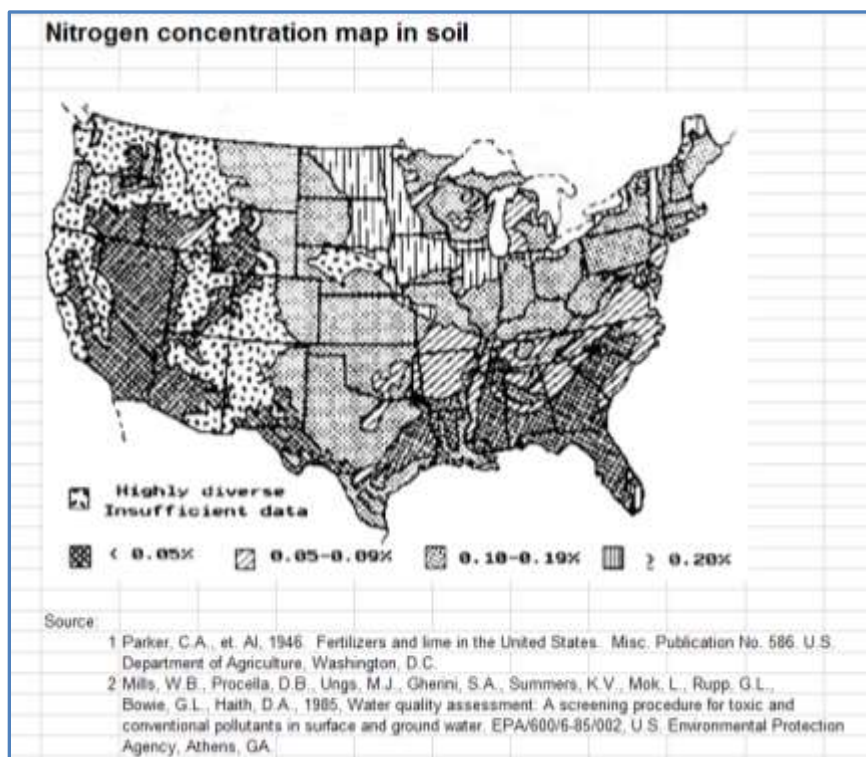 Nitrogen concentration map in soil
Highly diverse
Insufficient data
< 0.05%
0.05-0.09%
0.10-0.19%
≥ 0.20%
Source:
1 Parker, C.A., et. Al, 1946. Fertilizers and lime in the United States. Misc. Publication No. 586. U.S.
Department of Agriculture, Washington, D.C.
2 Mills, W.B., Procella, D.B., Ungs, M.J., Gherini, S.A., Summers, K.V., Mok, L., Rupp, G.L.,
Bowie, G.L., Haith, D.A., 1985, Water quality assessment: A screening procedure for toxic and
conventional pollutants in surface and ground water. EPA/600/6-85/002, U.S. Environmental Protection
Agency, Athens, GA.